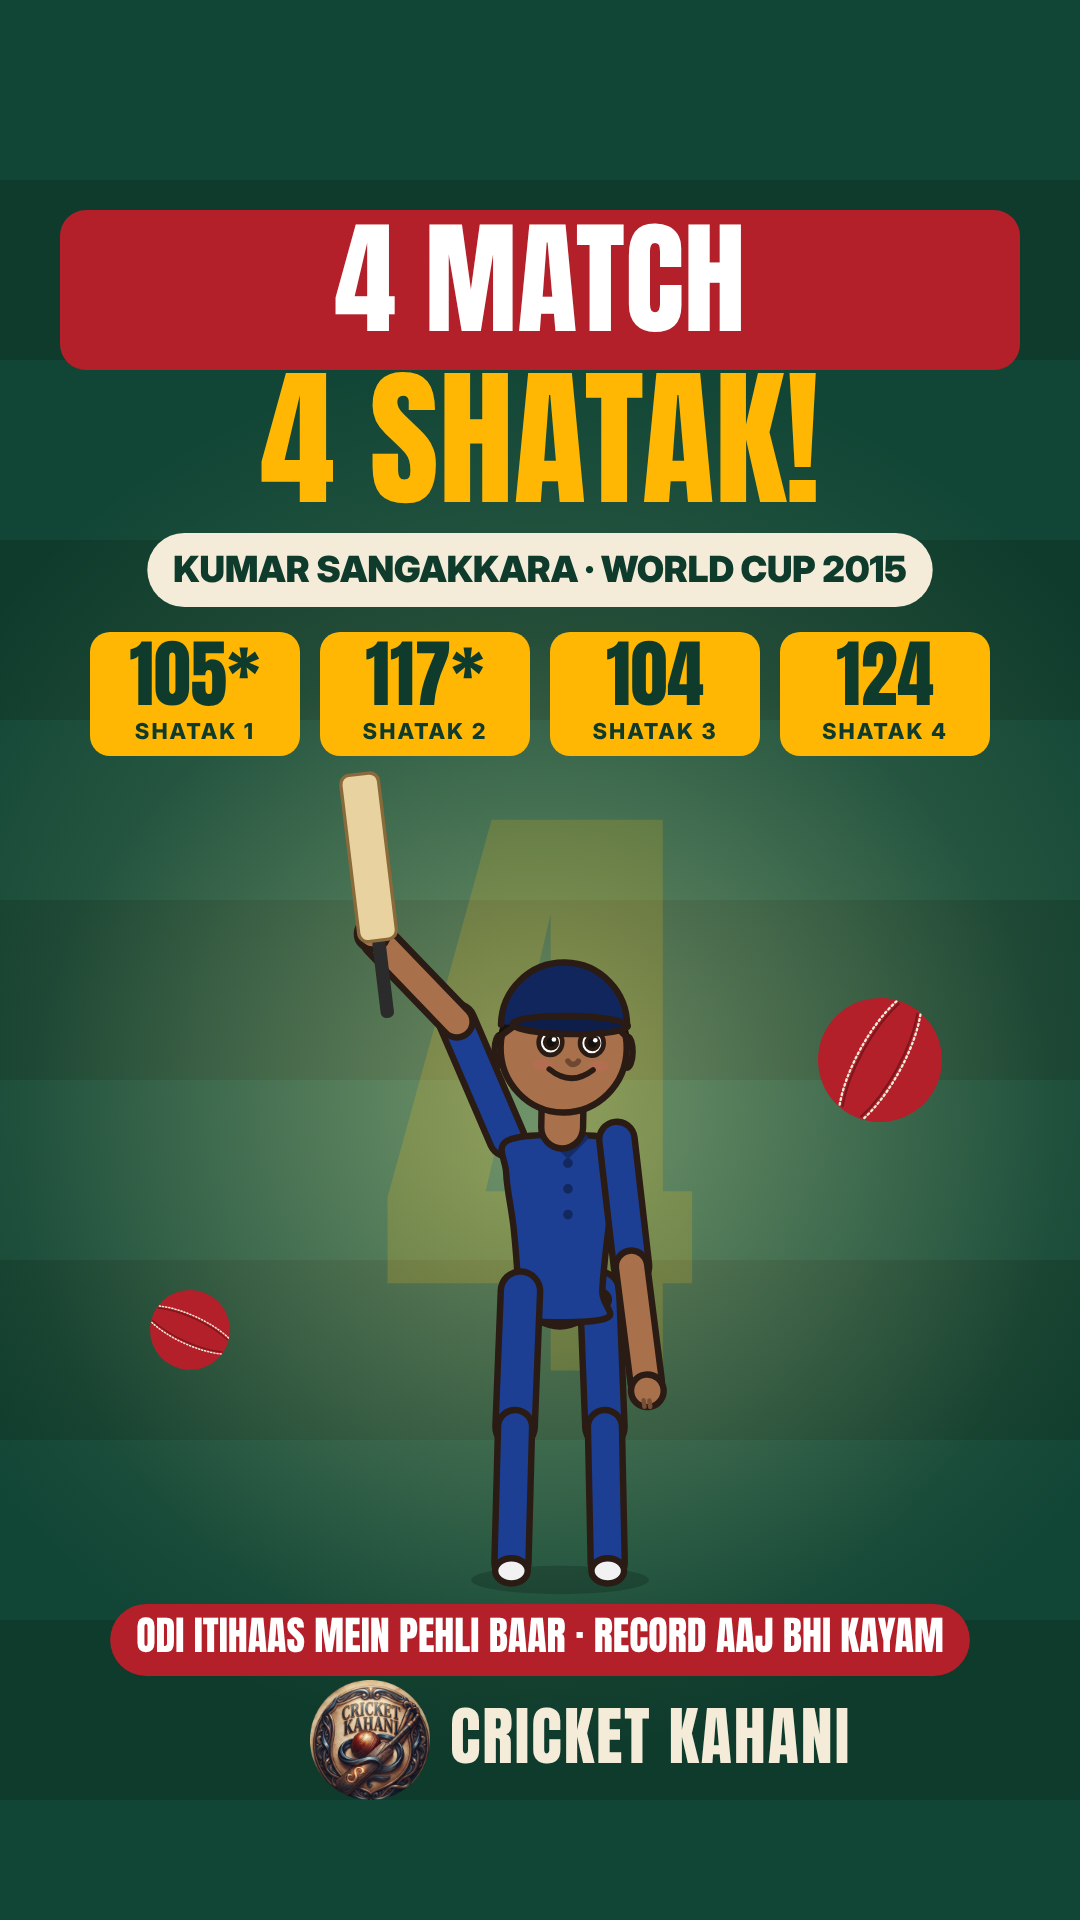 4 MATCH
4 SHATAK!
KUMAR SANGAKKARA · WORLD CUP 2015
105* 117* 104 124
SHATAK 1 SHATAK 2 SHATAK 3 SHATAK 4
4
ODI ITIHAAS MEIN PEHLI BAAR · RECORD AAJ BHI KAYAM
CRICKET
KAHANI
CRICKET KAHANI